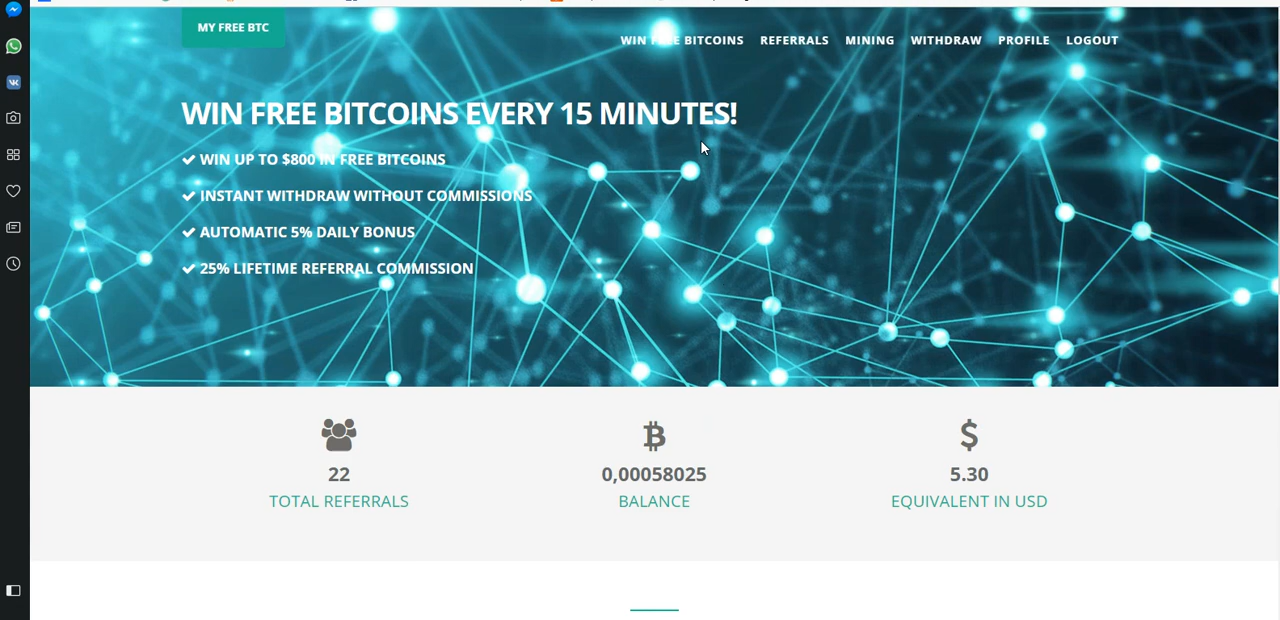 MY FREE BTC
WIN FREE BITCOINS REFERRALS MINING WITHDRAW PROFILE LOGOUT
WIN FREE BITCOINS EVERY 15 MINUTES!
WIN UP TO $800 IN FREE BITCOINS
INSTANT WITHDRAW WITHOUT COMMISSIONS
AUTOMATIC 5% DAILY BONUS
25% LIFETIME REFERRAL COMMISSION
22
TOTAL REFERRALS
0,00058025
BALANCE
5.30
EQUIVALENT IN USD